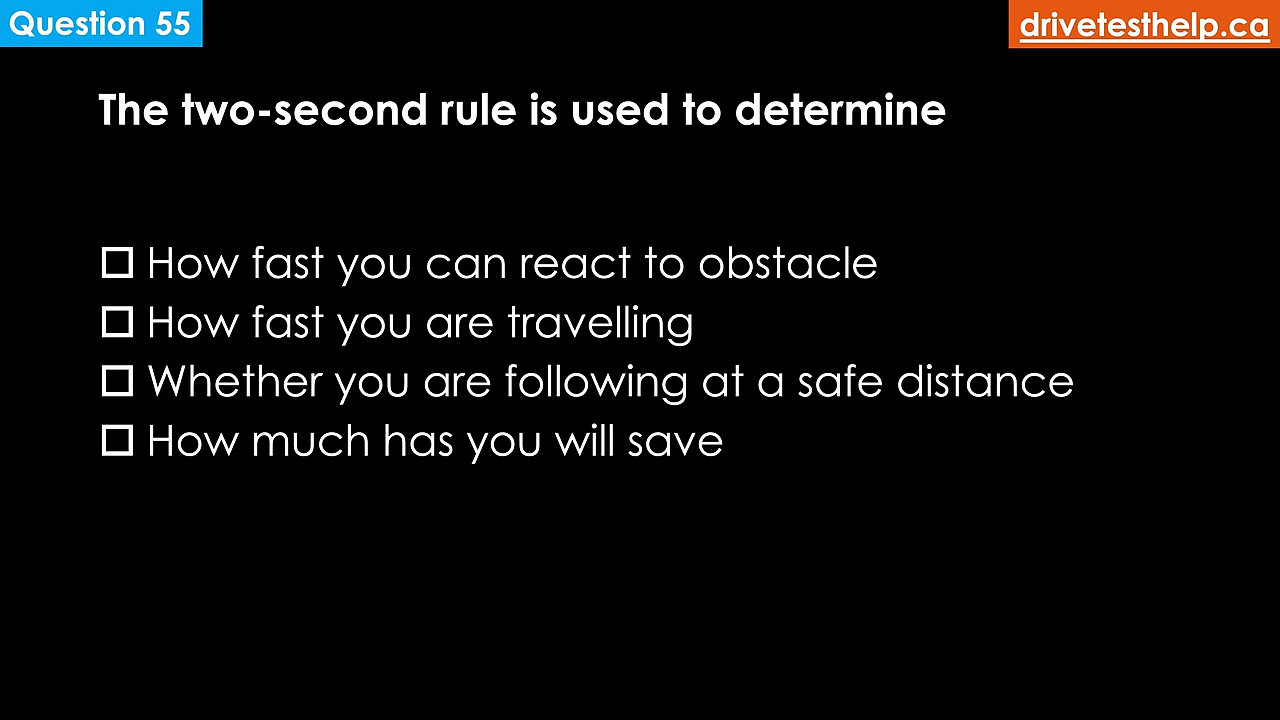 Question 55
drivetesthelp.ca
The two-second rule is used to determine
How fast you can react to obstacle
How fast you are travelling
Whether you are following at a safe distance
How much has you will save